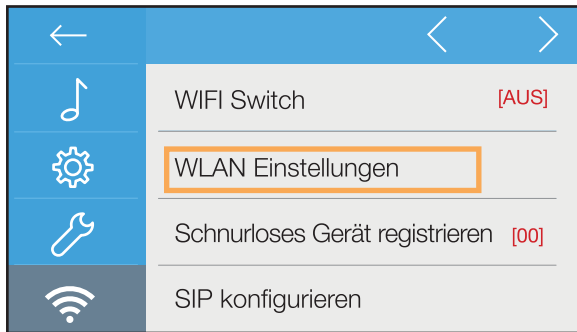 WIFI Switch [AUS]
WLAN Einstellungen
Schnurloses Gerät registrieren [00]
SIP konfigurieren